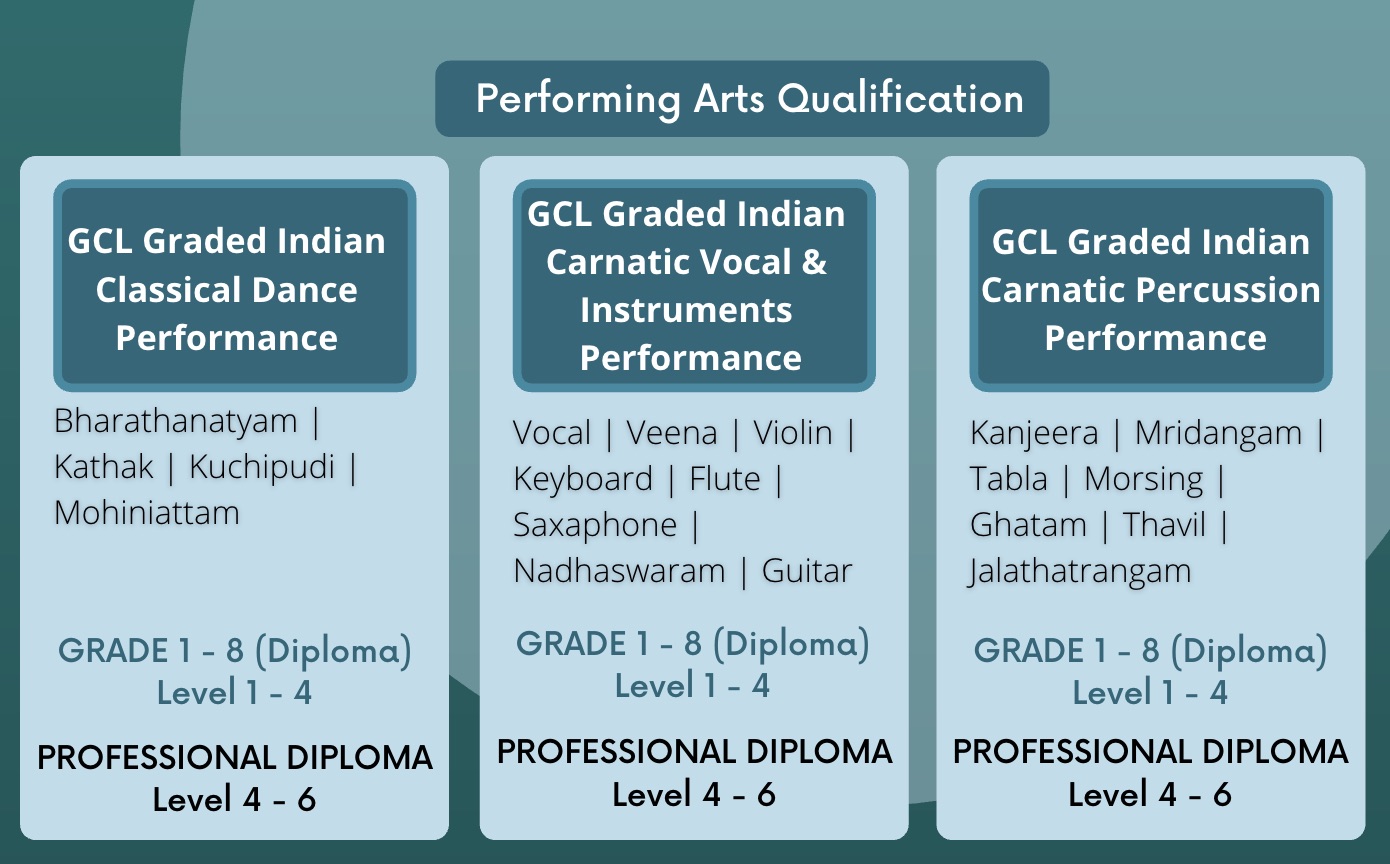 Performing Arts Qualification
GCL Graded Indian
Classical Dance
Performance
Bharathanatyam |
Kathak | Kuchipudi |
Mohiniattam
GRADE 1 - 8 (Diploma)
Level 1 - 4
PROFESSIONAL DIPLOMA
Level 4 - 6
GCL Graded Indian
Carnatic Vocal &
Instruments
Performance
Vocal | Veena | Violin |
Keyboard | Flute |
Saxaphone |
Nadhaswaram | Guitar
GRADE 1 - 8 (Diploma)
Level 1 - 4
PROFESSIONAL DIPLOMA
Level 4 - 6
GCL Graded Indian
Carnatic Percussion
Performance
Kanjeera | Mridangam |
Tabla | Morsing |
Ghatam | Thavil |
Jalathatrangam
GRADE 1 - 8 (Diploma)
Level 1 - 4
PROFESSIONAL DIPLOMA
Level 4 - 6